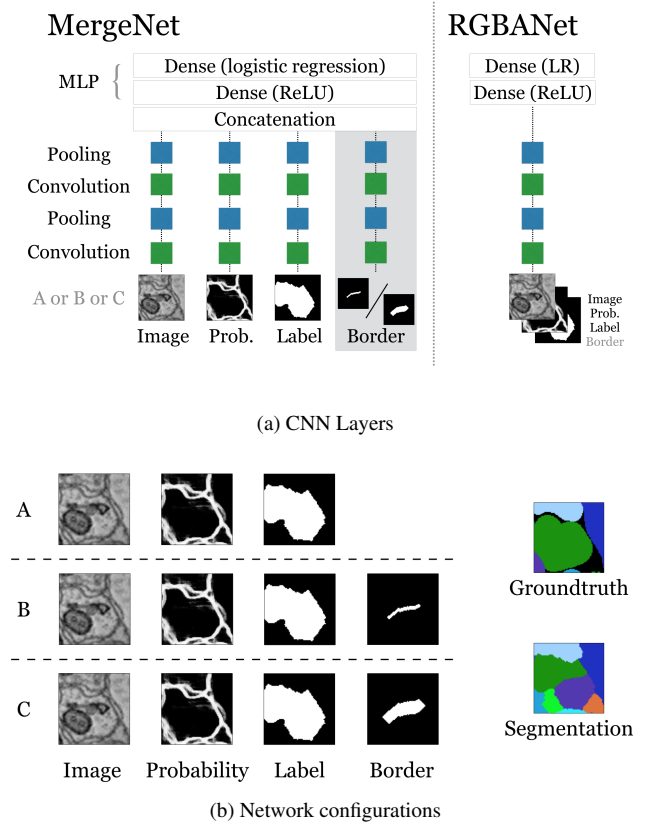 MergeNet
RGBANet
MLP
{
Dense (logistic regression)
Dense (ReLU)
Concatenation
Dense (LR)
Dense (ReLU)
Pooling
Convolution
Pooling
Convolution
A or B or C
Image
Prob.
Label
Border
Image
Prob.
Label
Border
(a) CNN Layers
A
B
C
Image
Probability
Label
Border
Groundtruth
Segmentation
(b) Network configurations